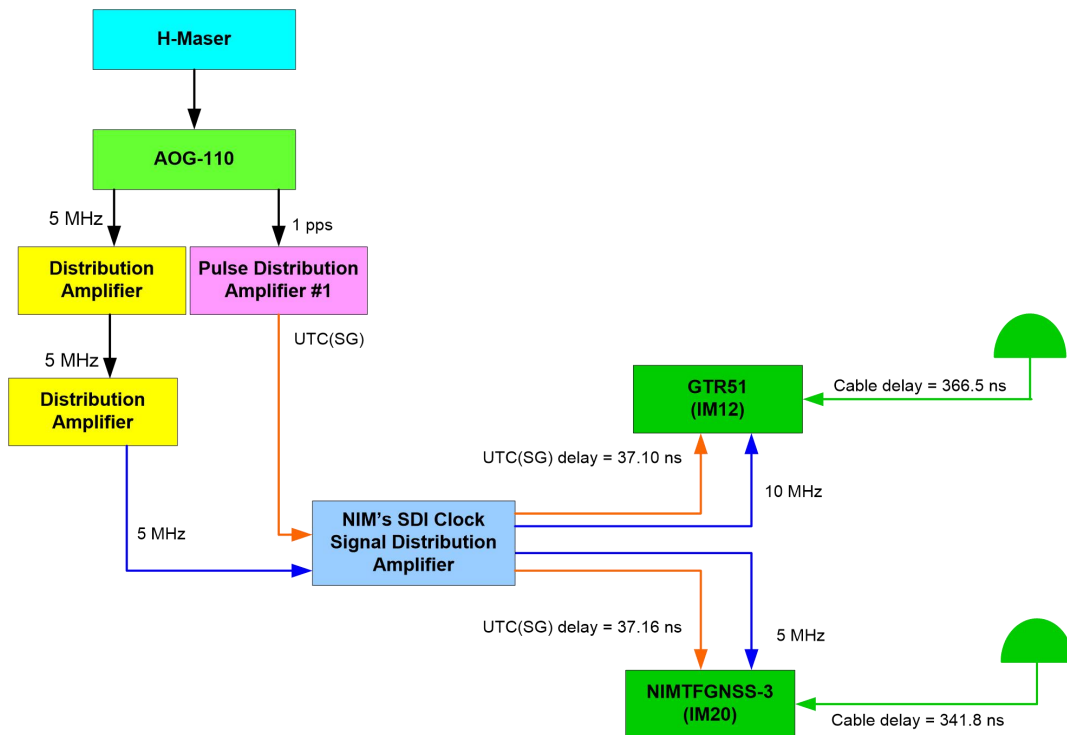 H-Maser
AOG-110
5 MHz
1 pps
Distribution
Amplifier
Pulse Distribution
Amplifier #1
UTC(SG)
5 MHz
Distribution
Amplifier
GTR51
(IM12)
Cable delay = 366.5 ns
UTC(SG) delay = 37.10 ns
10 MHz
5 MHz
NIM's SDI Clock
Signal Distribution
Amplifier
UTC(SG) delay = 37.16 ns
5 MHz
NIMTFGNSS-3
(IM20)
Cable delay = 341.8 ns